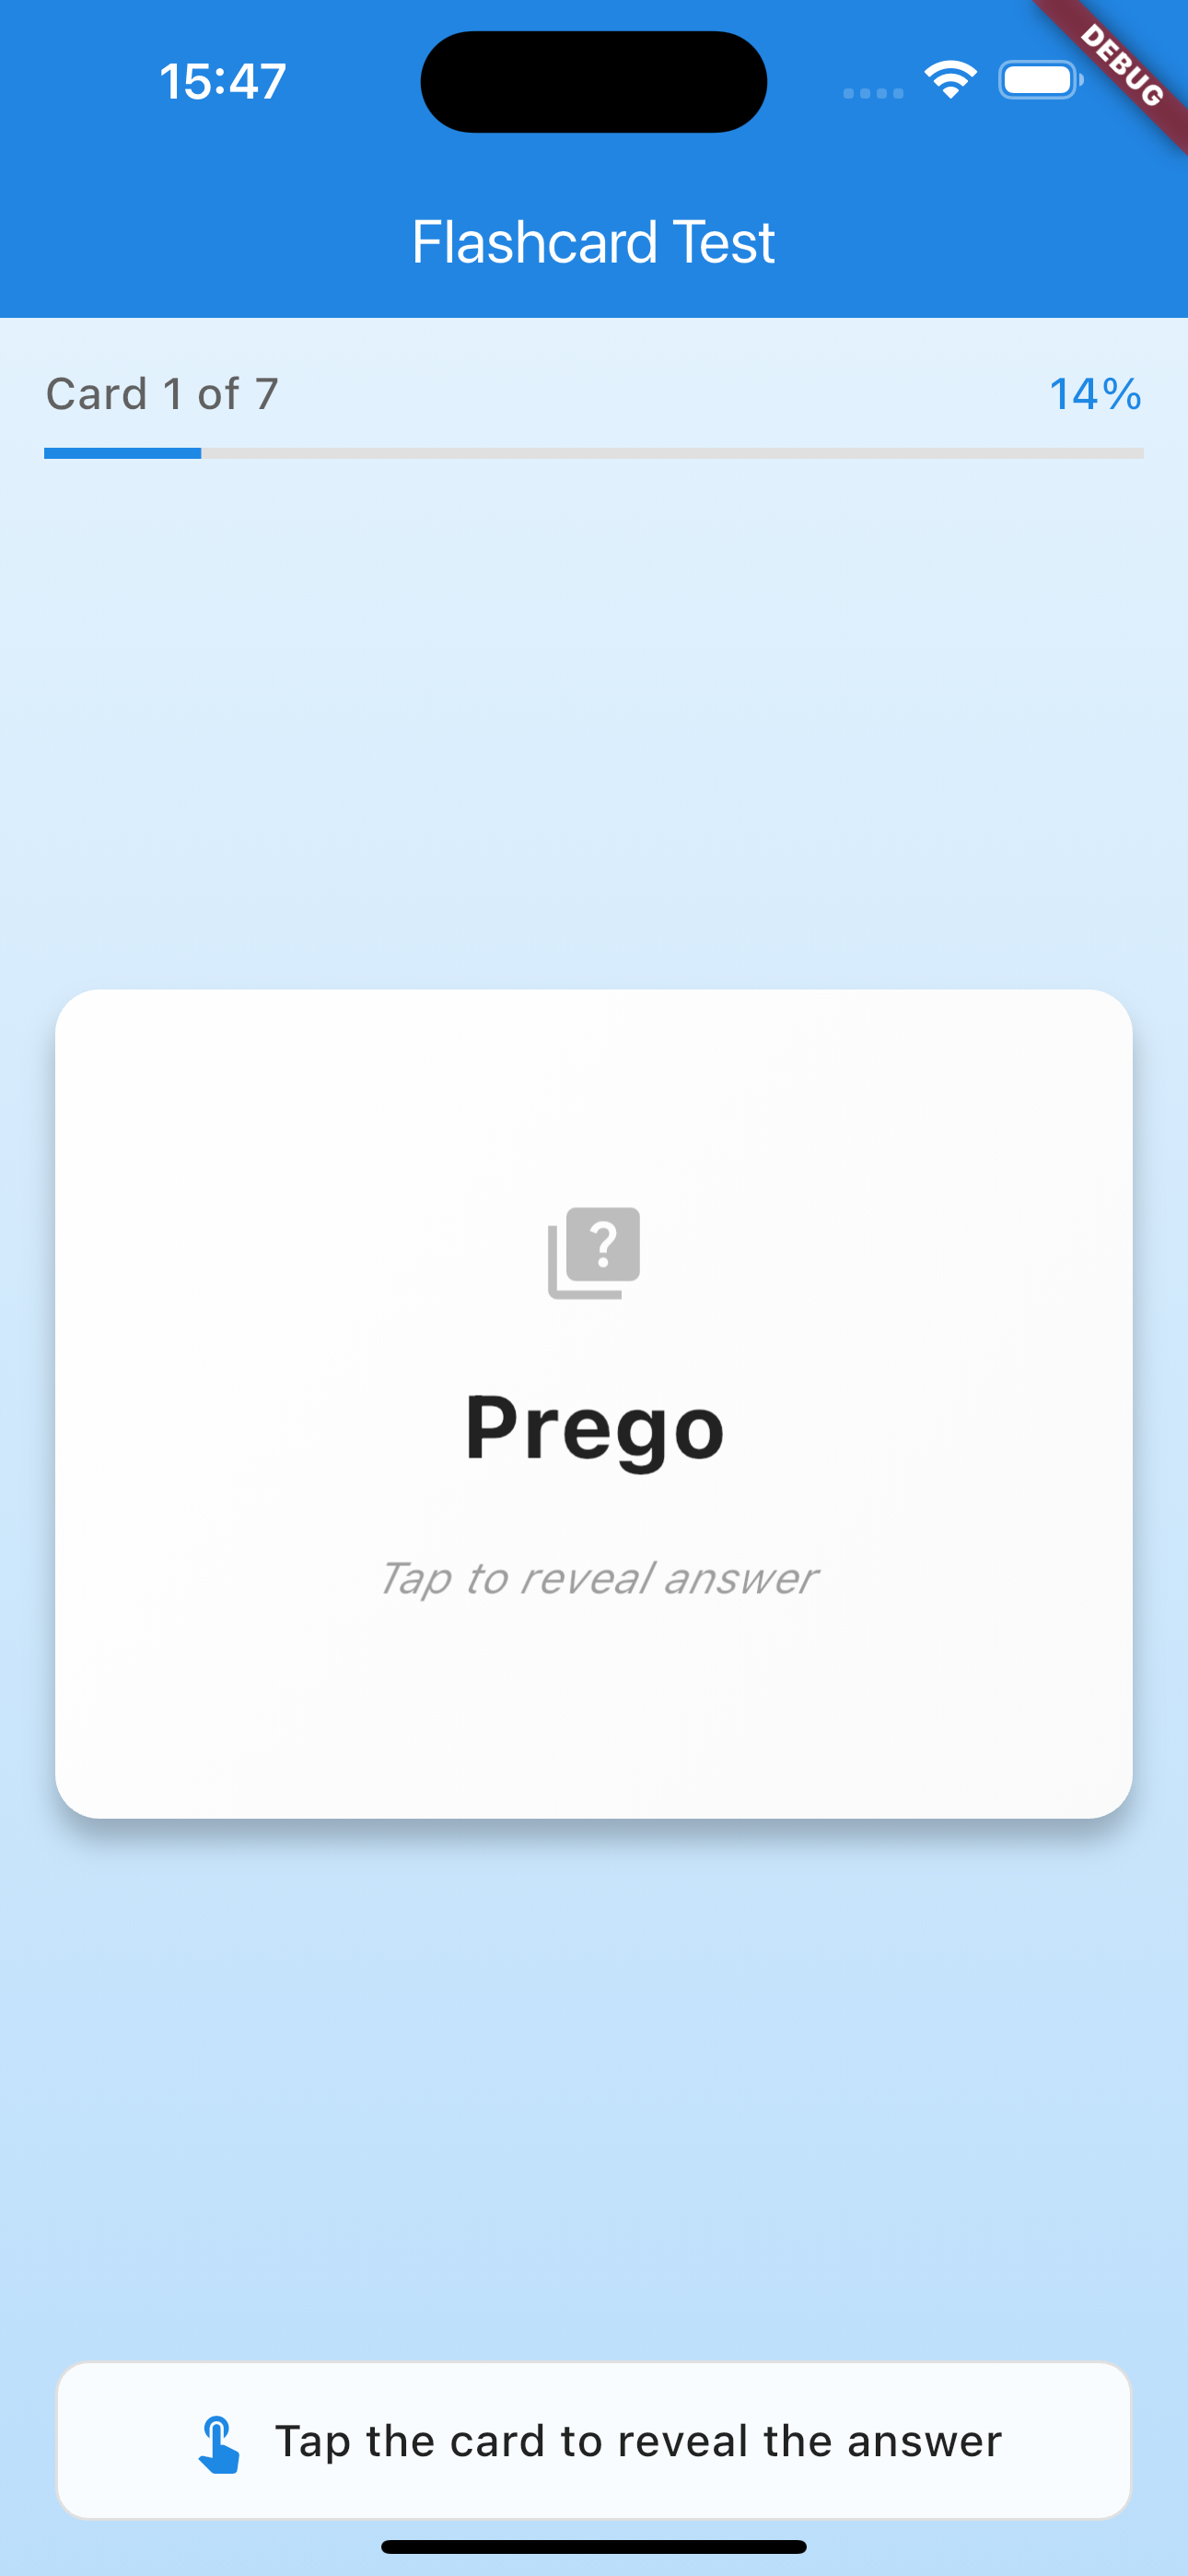 15:47
DEBUG
Flashcard Test
Card 1 of 7
14%
?
Prego
Tap to reveal answer
Tap the card to reveal the answer